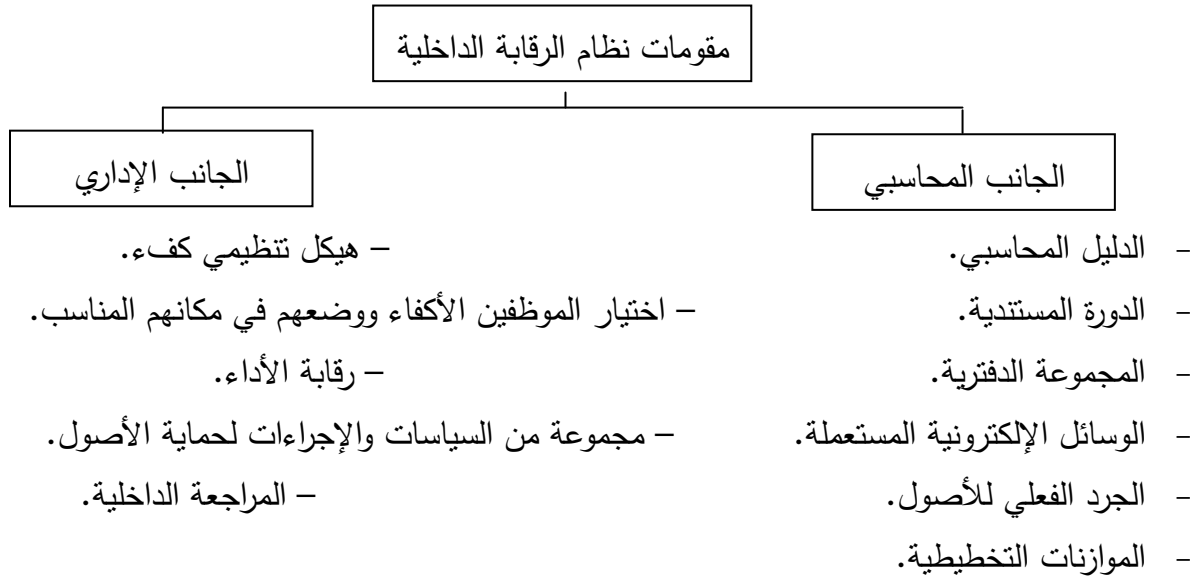 مقومات نظام الرقابة الداخلية
الجانب المحاسبي
الجانب الإداري
- الدليل المحاسبي.
– هيكل تنظيمي كفء.
- الدورة المستندية.
– اختيار الموظفين الأكفاء ووضعهم في مكانهم المناسب.
- المجموعة الدفترية.
– رقابة الأداء.
- الوسائل الإلكترونية المستعملة.
– مجموعة من السياسات والإجراءات لحماية الأصول.
- الجرد الفعلي للأصول.
– المراجعة الداخلية.
- الموازنات التخطيطية.